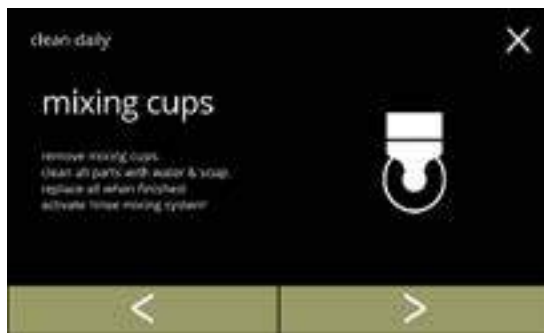 clean daily
mixing cups
remove mixing cups.
clean all parts with water & soap.
replace all when finished
activate 'rinse mixing system'